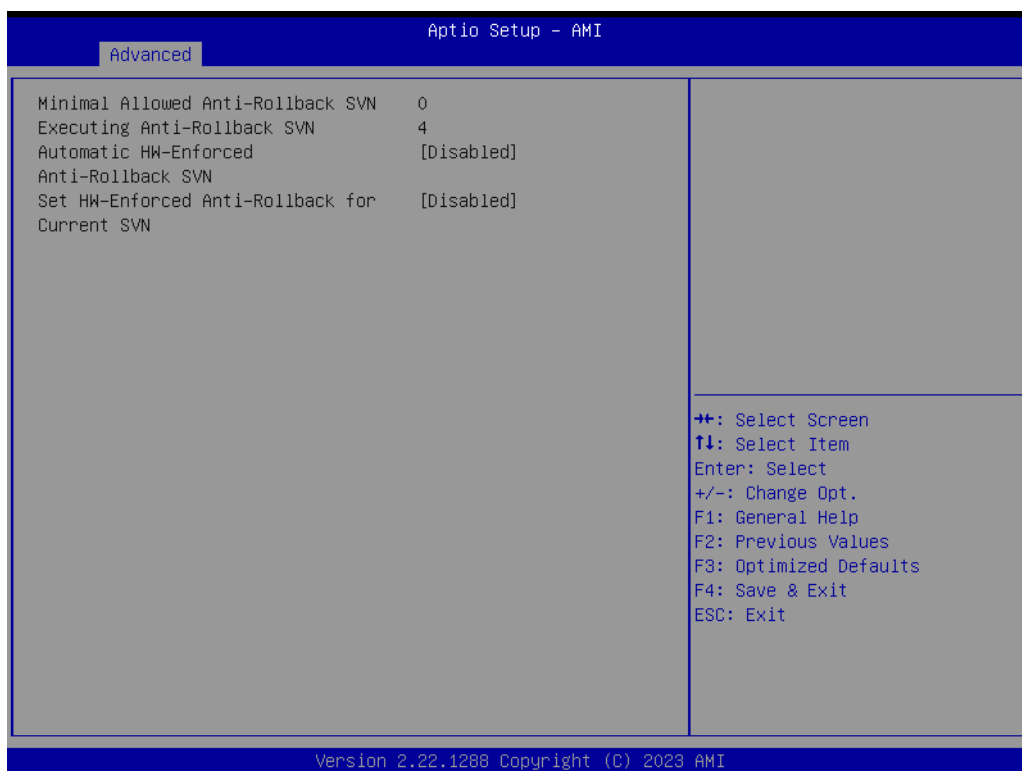 Aptio Setup – AMI
Advanced
Minimal Allowed Anti-Rollback SVN 0
Executing Anti-Rollback SVN 4
Automatic HW-Enforced [Disabled]
Anti-Rollback SVN
Set HW-Enforced Anti-Rollback for [Disabled]
Current SVN
→←: Select Screen
↑↓: Select Item
Enter: Select
+/-: Change Opt.
F1: General Help
F2: Previous Values
F3: Optimized Defaults
F4: Save & Exit
ESC: Exit
Version 2.22.1288 Copyright (C) 2023 AMI